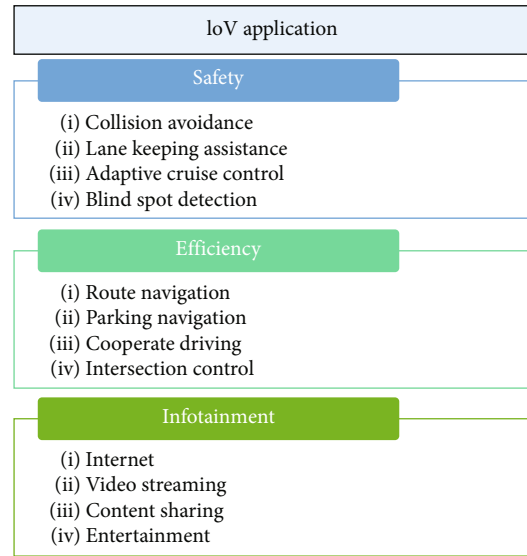 loV application
Safety
(i) Collision avoidance
(ii) Lane keeping assistance
(iii) Adaptive cruise control
(iv) Blind spot detection
Efficiency
(i) Route navigation
(ii) Parking navigation
(iii) Cooperate driving
(iv) Intersection control
Infotainment
(i) Internet
(ii) Video streaming
(iii) Content sharing
(iv) Entertainment